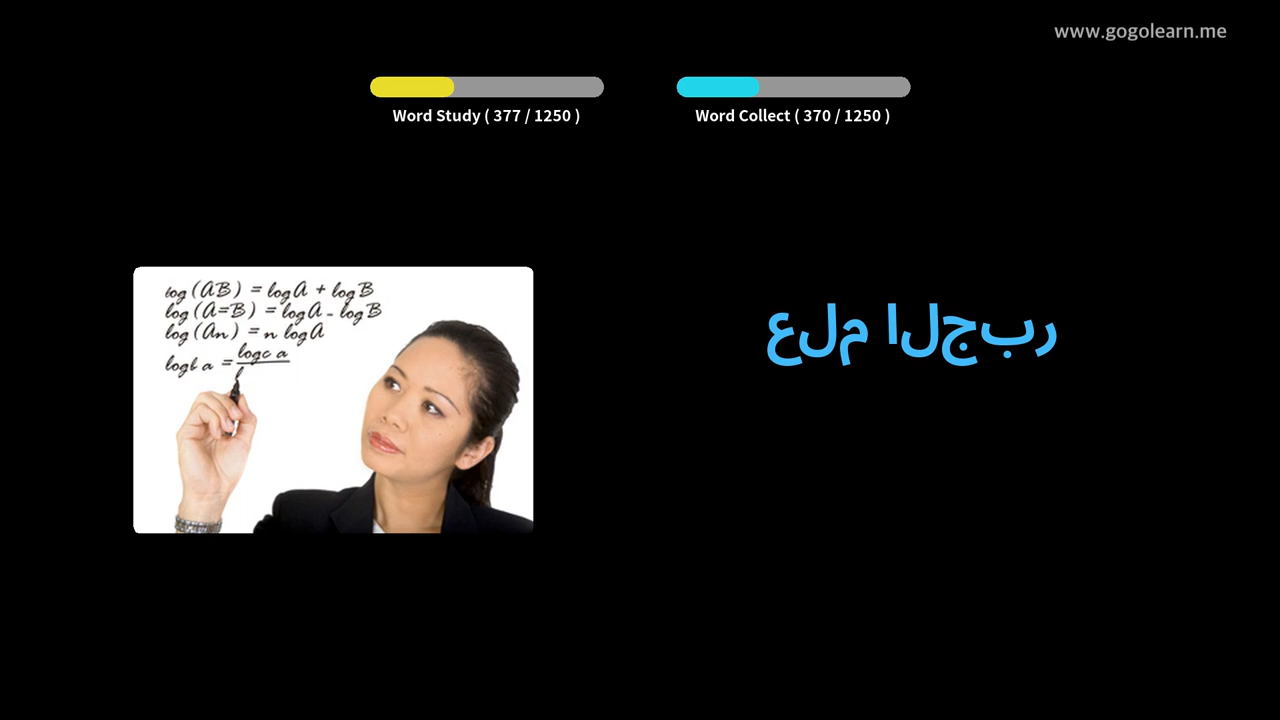 www.gogolearn.me
Word Study ( 377 / 1250 )
Word Collect ( 370 / 1250 )
log (AB) = log A + log B
log (A=B) = log A - log B
log (An) = n log A
logb a = logc a
علم الجبر